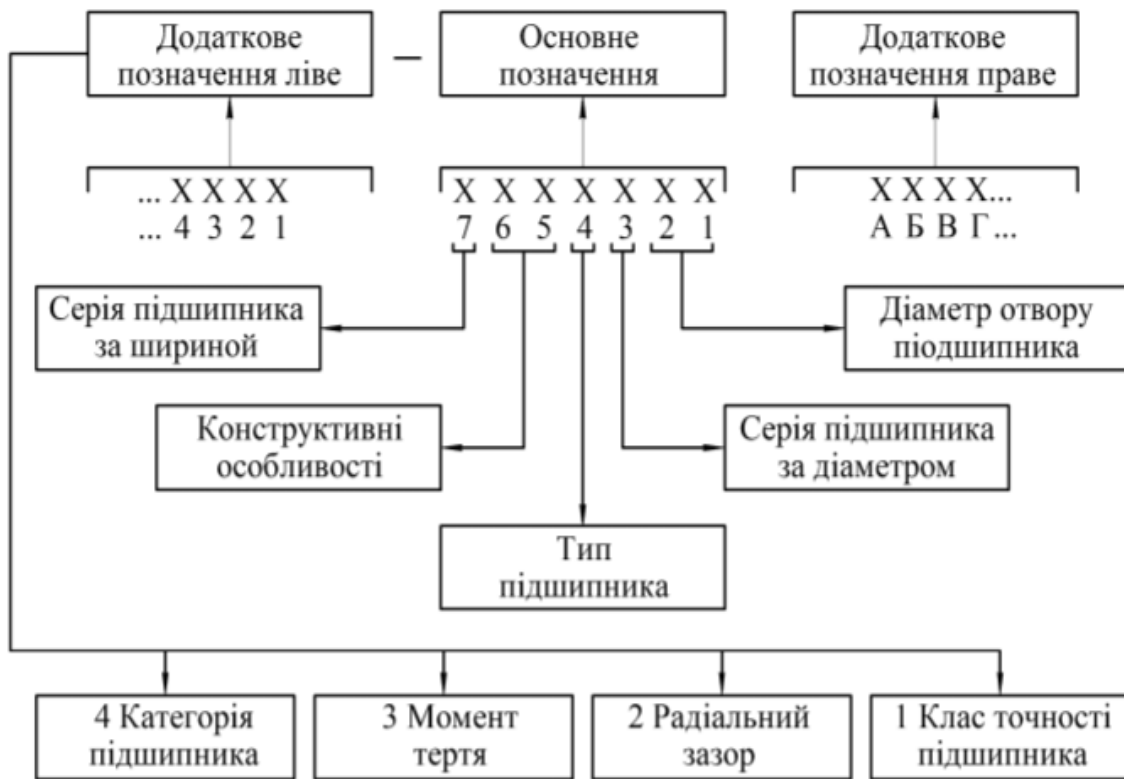 Додаткове
позначення ліве
–
Основне
позначення
Додаткове
позначення праве
... X X X X
... 4 3 2 1
X X X X X X X
7 6 5 4 3 2 1
X X X X...
А Б В Г...
Серія підшипника
за шириной
Діаметр отвору
піодшипника
Конструктивні
особливості
Серія підшипника
за діаметром
Тип
підшипника
4 Категорія
підшипника
3 Момент
тертя
2 Радіальний
зазор
1 Клас точності
підшипника